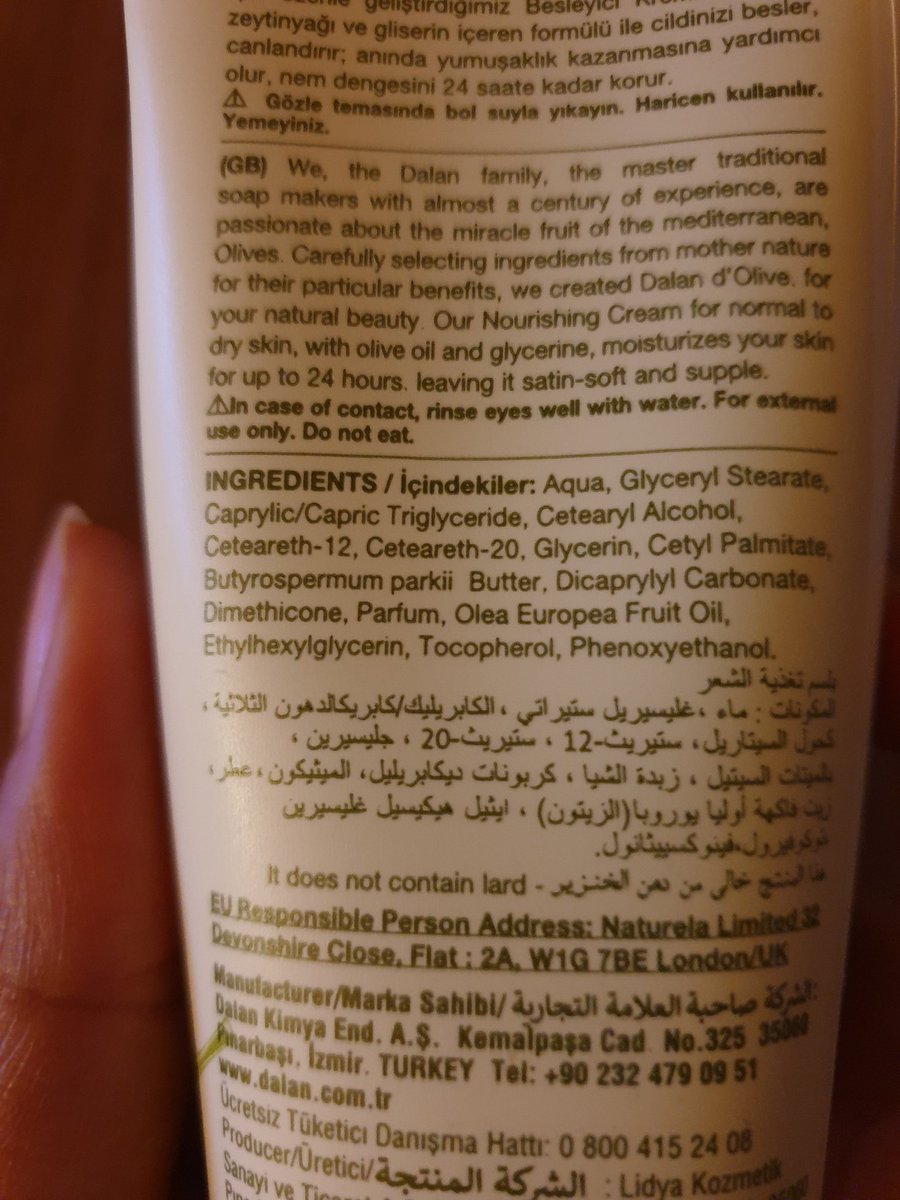 geliştirdiğimiz Besleyici
zeytinyağı ve gliserin içeren formülü ile cildinizi besler,
canlandırır; anında yumuşaklık kazanmasına yardımcı
olur, nem dengesini 24 saate kadar korur.
⚠ Gözle temasında bol suyla yıkayın. Haricen kullanılır.
Yemeyiniz.
(GB) We, the Dalan family, the master traditional
soap makers with almost a century of experience, are
passionate about the miracle fruit of the mediterranean,
Olives. Carefully selecting ingredients from mother nature
for their particular benefits, we created Dalan d'Olive. for
your natural beauty. Our Nourishing Cream for normal to
dry skin, with olive oil and glycerine, moisturizes your skin
for up to 24 hours. leaving it satin-soft and supple.
⚠In case of contact, rinse eyes well with water. For external
use only. Do not eat.
INGREDIENTS / İçindekiler: Aqua, Glyceryl Stearate,
Caprylic/Capric Triglyceride, Cetearyl Alcohol,
Ceteareth-12, Ceteareth-20, Glycerin, Cetyl Palmitate,
Butyrospermum parkii Butter, Dicaprylyl Carbonate,
Dimethicone, Parfum, Olea Europea Fruit Oil,
Ethylhexylglycerin, Tocopherol, Phenoxyethanol.
بلسم تغذية الشعر
المكونات : ماء ، غليسيريل ستيراتي ، الكابريليك/كابريكالدهون الثلاثية ،
كحول السيتاريل، ستيريث-12 ، ستيريث-20 ، جليسيرين ،
بالميتات السيتيل ، زبدة الشيا ، كربونات ديكابريليل، الميثيكون، عطر،
زيت فاكهة أوليا يوروبا(الزيتون) ، ايثيل هيكيسيل غليسيرين
توكوفيرول،فينوكسييثانول.
هذا المنتج خالي من دهن الخنزير - It does not contain lard
EU Responsible Person Address: Naturela Limited 32
Devonshire Close, Flat : 2A, W1G 7BE London/UK
Manufacturer/Marka Sahibi/ الشركة صاحبة العلامة التجارية:
Dalan Kimya End. A.Ş. Kemalpaşa Cad. No.325 35060
Pınarbaşı, İzmir. TURKEY Tel: +90 232 479 09 51
www.dalan.com.tr
Ücretsiz Tüketici Danışma Hattı: 0 800 415 24 08
Producer/Üretici/الشركة المنتجة : Lidya Kozmetik
Sanayi ve